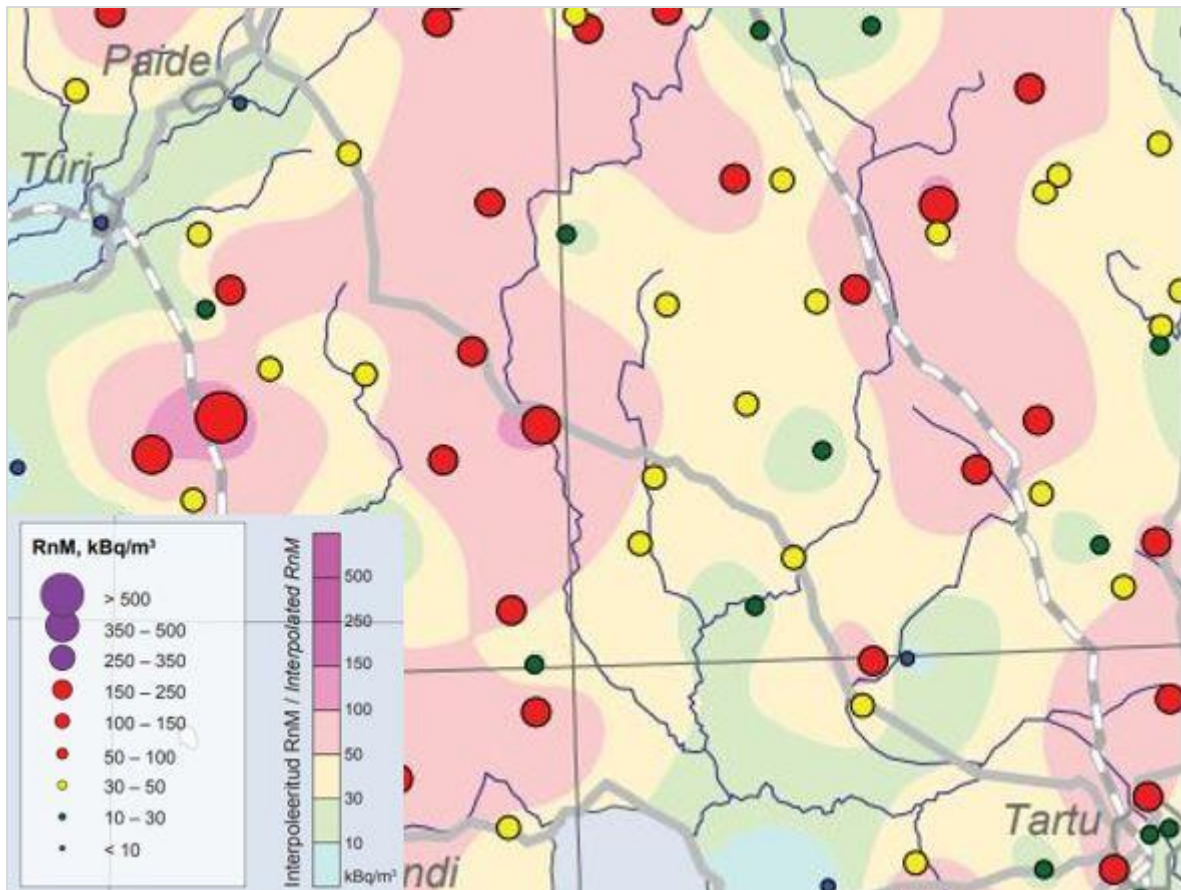 Paide
Türi
RnM, kBq/m³
> 500
350 – 500
250 – 350
150 – 250
100 – 150
50 – 100
30 – 50
10 – 30
< 10
Interpoleeritud RnM / Interpolated RnM
500
250
150
100
50
30
10
kBq/m³
Tartu
ndi